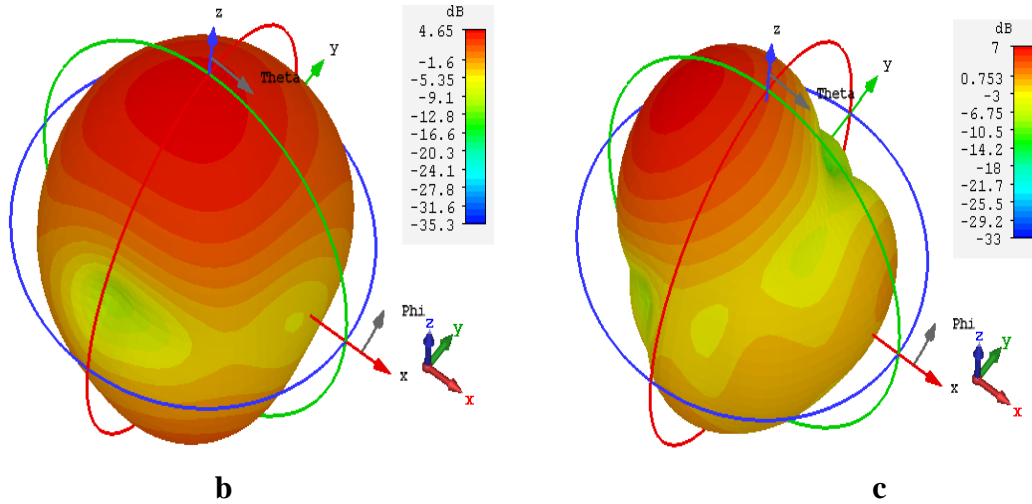 z
y
Theta
Phi
x
z
y
x
dB
4.65
-1.6
-5.35
-9.1
-12.9
-16.6
-20.3
-24.1
-27.8
-31.6
-35.3
b
z
y
Theta
Phi
x
z
y
x
dB
7
0.753
-3
-6.75
-10.5
-14.2
-18
-21.7
-25.5
-29.2
-33
c